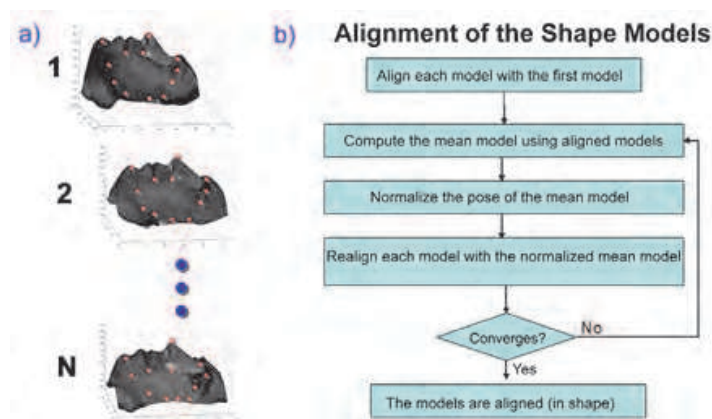 a)
1
2
N
b)
Alignment of the Shape Models
Align each model with the first model
Compute the mean model using aligned models
Normalize the pose of the mean model
Realign each model with the normalized mean model
Converges?
No
Yes
The models are aligned (in shape)